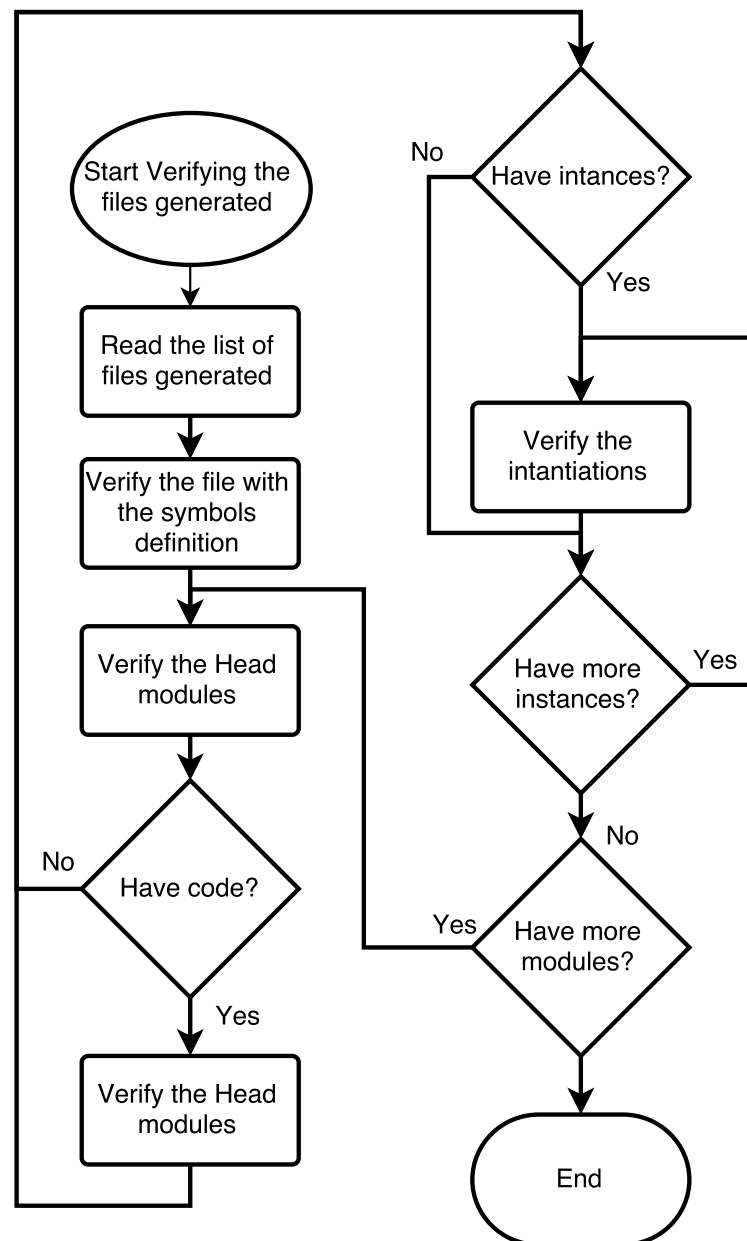 Start Verifying the
files generated
Read the list of
files generated
Verify the file with
the symbols
definition
Verify the Head
modules
No
Have code?
Yes
Verify the Head
modules
No
Have intances?
Yes
Verify the
intantiations
Have more
instances?
Yes
No
Yes
Have more
modules?
End